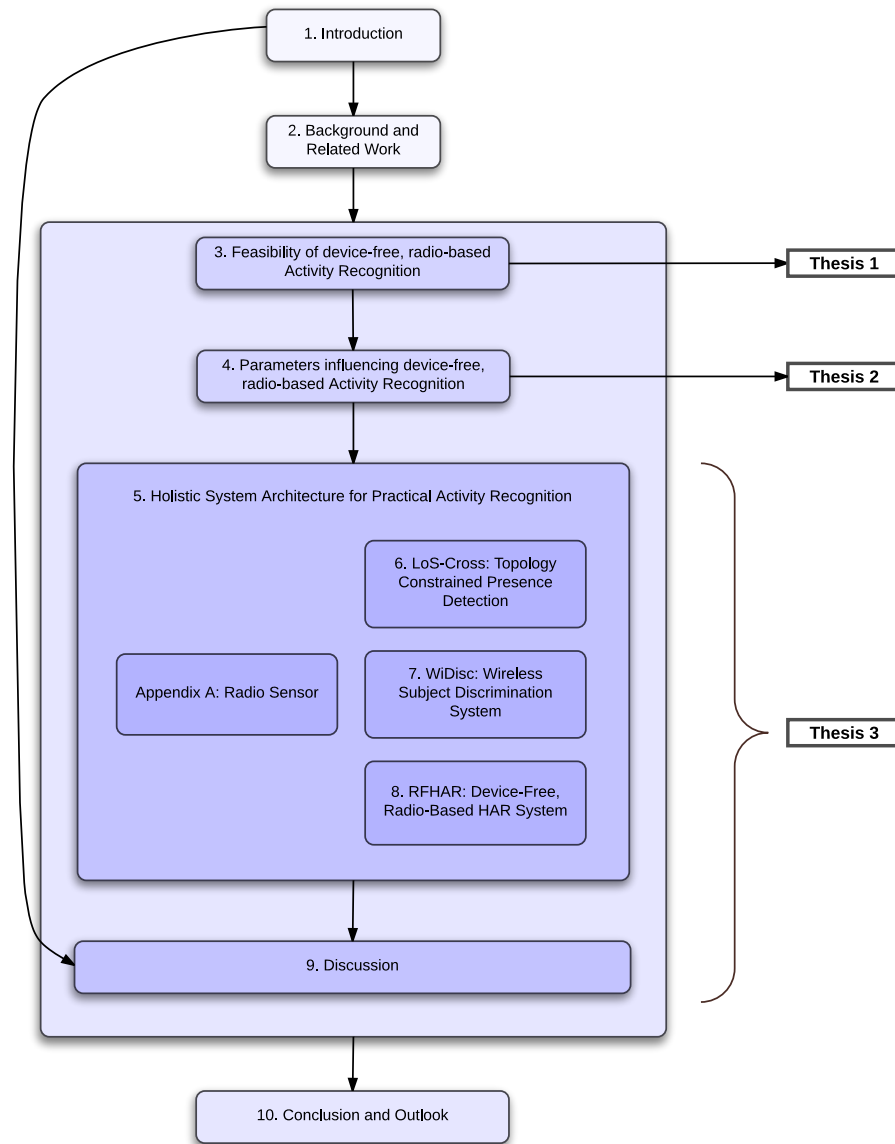 1. Introduction
2. Background and
Related Work
3. Feasibility of device-free, radio-based
Activity Recognition
Thesis 1
4. Parameters influencing device-free,
radio-based Activity Recognition
Thesis 2
5. Holistic System Architecture for Practical Activity Recognition
6. LoS-Cross: Topology
Constrained Presence
Detection
Appendix A: Radio Sensor
7. WiDisc: Wireless
Subject Discrimination
System
8. RFHAR: Device-Free,
Radio-Based HAR System
Thesis 3
9. Discussion
10. Conclusion and Outlook